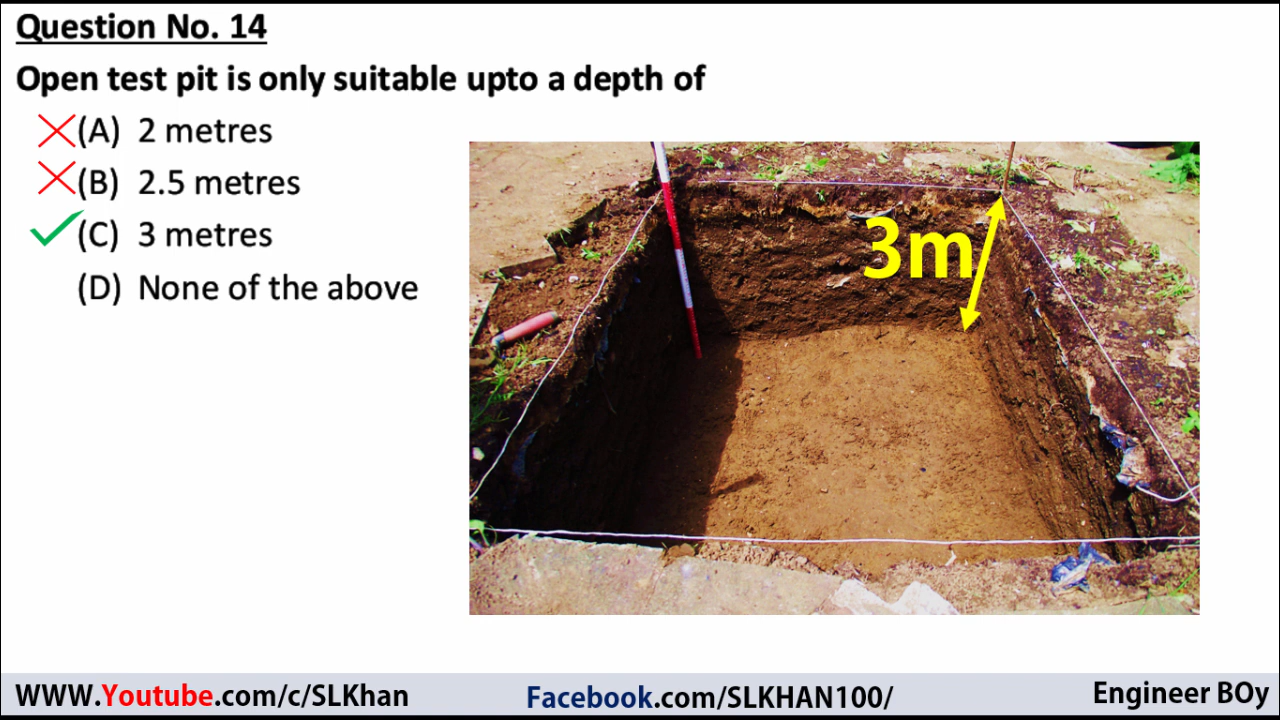 Question No. 14
Open test pit is only suitable upto a depth of
(A) 2 metres
(B) 2.5 metres
(C) 3 metres
(D) None of the above
3m
WWW.Youtube.com/c/SLKhan
Facebook.com/SLKHAN100/
Engineer BOy